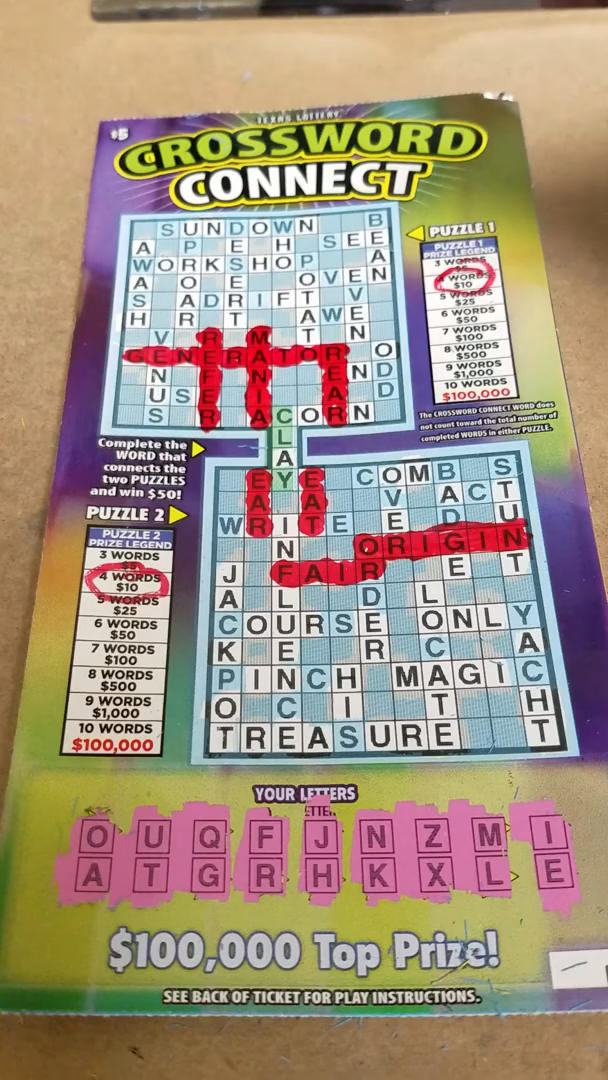 TEXAS LOTTERY
$5
CROSSWORD
CONNECT
PUZZLE 1
PUZZLE 1
PRIZE LEGEND
3 WORDS
$5
4 WORDS
$10
5 WORDS
$25
6 WORDS
$50
7 WORDS
$100
8 WORDS
$500
9 WORDS
$1,000
10 WORDS
$100,000
The CROSSWORD CONNECT WORD does
not count toward the total number of
completed WORDS in either PUZZLE.
SUNDOWN B
A P E H SEE
WORKSHOP A
A O S O VEN
S ADRIFT V
H R R T AWE
V R M T N
GENERATOR O
N F N END
US E I A D
S R ACORN
L
Complete the
WORD that
connects the
two PUZZLES
and win $50!
A
Y
PUZZLE 2
PUZZLE 2
PRIZE LEGEND
3 WORDS
$5
4 WORDS
$10
5 WORDS
$25
6 WORDS
$50
7 WORDS
$100
8 WORDS
$500
9 WORDS
$1,000
10 WORDS
$100,000
E E COMB S
A A V ACT
WRITE E D U
N ORIGIN
J FAIR E T
A L D L
COURSE ONLY
K E R C A
PINCH MAGIC
O C I T H
TREASURE T
YOUR LETTERS
O U Q F J N Z M I
A T G R H K X L E
$100,000 Top Prize!
SEE BACK OF TICKET FOR PLAY INSTRUCTIONS.